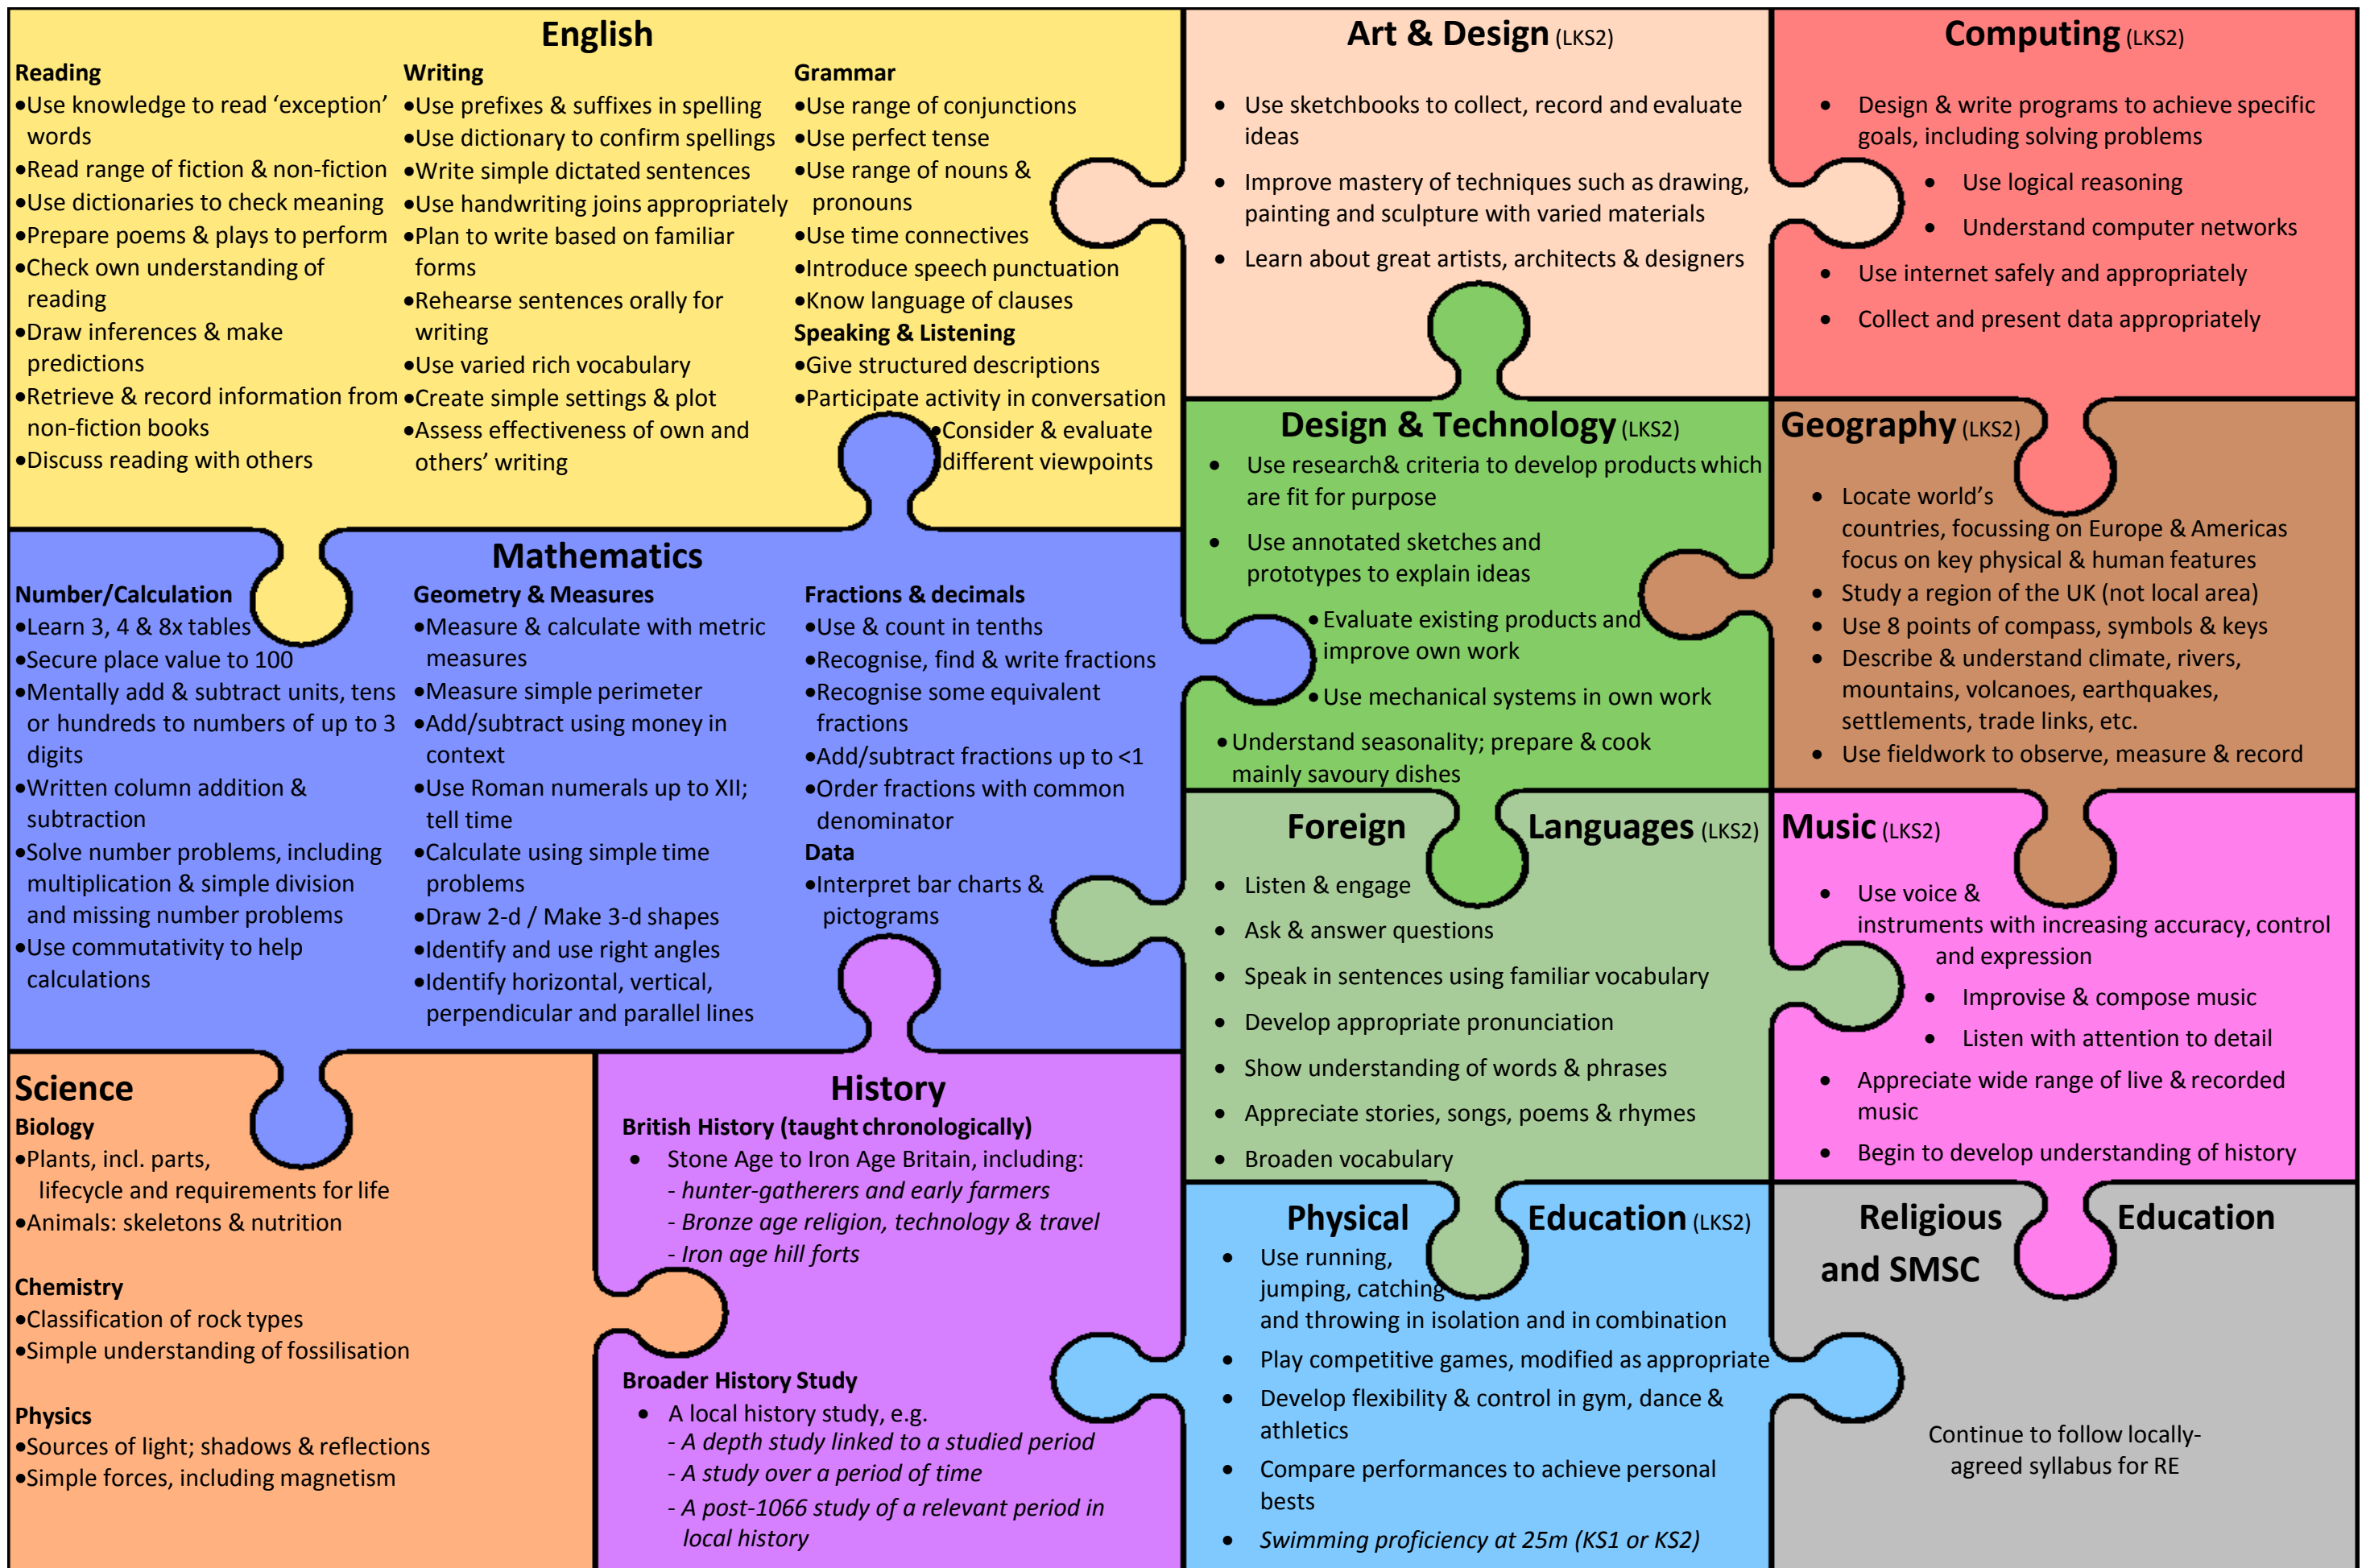 English
Reading
•Use knowledge to read ‘exception’
words
•Read range of fiction & non-fiction
•Use dictionaries to check meaning
•Prepare poems & plays to perform
•Check own understanding of
reading
•Draw inferences & make
predictions
•Retrieve & record information from
non-fiction books
•Discuss reading with others
Writing
•Use prefixes & suffixes in spelling
•Use dictionary to confirm spellings
•Write simple dictated sentences
•Use handwriting joins appropriately
•Plan to write based on familiar
forms
•Rehearse sentences orally for
writing
•Use varied rich vocabulary
•Create simple settings & plot
•Assess effectiveness of own and
others’ writing
Grammar
•Use range of conjunctions
•Use perfect tense
•Use range of nouns &
pronouns
•Use time connectives
•Introduce speech punctuation
•Know language of clauses
Speaking & Listening
•Give structured descriptions
•Participate activity in conversation
•Consider & evaluate
different viewpoints
Art & Design (LKS2)
• Use sketchbooks to collect, record and evaluate
ideas
• Improve mastery of techniques such as drawing,
painting and sculpture with varied materials
• Learn about great artists, architects & designers
Computing (LKS2)
• Design & write programs to achieve specific
goals, including solving problems
• Use logical reasoning
• Understand computer networks
• Use internet safely and appropriately
• Collect and present data appropriately
Mathematics
Number/Calculation
•Learn 3, 4 & 8x tables
•Secure place value to 100
•Mentally add & subtract units, tens
or hundreds to numbers of up to 3
digits
•Written column addition &
subtraction
•Solve number problems, including
multiplication & simple division
and missing number problems
•Use commutativity to help
calculations
Geometry & Measures
•Measure & calculate with metric
measures
•Measure simple perimeter
•Add/subtract using money in
context
•Use Roman numerals up to XII;
tell time
•Calculate using simple time
problems
•Draw 2-d / Make 3-d shapes
•Identify and use right angles
•Identify horizontal, vertical,
perpendicular and parallel lines
Fractions & decimals
•Use & count in tenths
•Recognise, find & write fractions
•Recognise some equivalent
fractions
•Add/subtract fractions up to <1
•Order fractions with common
denominator
Data
•Interpret bar charts &
pictograms
Design & Technology (LKS2)
• Use research& criteria to develop products which
are fit for purpose
• Use annotated sketches and
prototypes to explain ideas
•Evaluate existing products and
improve own work
•Use mechanical systems in own work
•Understand seasonality; prepare & cook
mainly savoury dishes
Geography (LKS2)
• Locate world’s
countries, focussing on Europe & Americas
focus on key physical & human features
• Study a region of the UK (not local area)
• Use 8 points of compass, symbols & keys
• Describe & understand climate, rivers,
mountains, volcanoes, earthquakes,
settlements, trade links, etc.
• Use fieldwork to observe, measure & record
Foreign Languages (LKS2)
• Listen & engage
• Ask & answer questions
• Speak in sentences using familiar vocabulary
• Develop appropriate pronunciation
• Show understanding of words & phrases
• Appreciate stories, songs, poems & rhymes
• Broaden vocabulary
Music (LKS2)
• Use voice &
instruments with increasing accuracy, control
and expression
• Improvise & compose music
• Listen with attention to detail
• Appreciate wide range of live & recorded
music
• Begin to develop understanding of history
Science
Biology
•Plants, incl. parts,
lifecycle and requirements for life
•Animals: skeletons & nutrition
Chemistry
•Classification of rock types
•Simple understanding of fossilisation
Physics
•Sources of light; shadows & reflections
•Simple forces, including magnetism
History
British History (taught chronologically)
• Stone Age to Iron Age Britain, including:
- hunter-gatherers and early farmers
- Bronze age religion, technology & travel
- Iron age hill forts
Broader History Study
• A local history study, e.g.
- A depth study linked to a studied period
- A study over a period of time
- A post-1066 study of a relevant period in
local history
Physical Education (LKS2)
• Use running,
jumping, catching
and throwing in isolation and in combination
• Play competitive games, modified as appropriate
• Develop flexibility & control in gym, dance &
athletics
• Compare performances to achieve personal
bests
• Swimming proficiency at 25m (KS1 or KS2)
Religious Education
and SMSC
Continue to follow locally-
agreed syllabus for RE